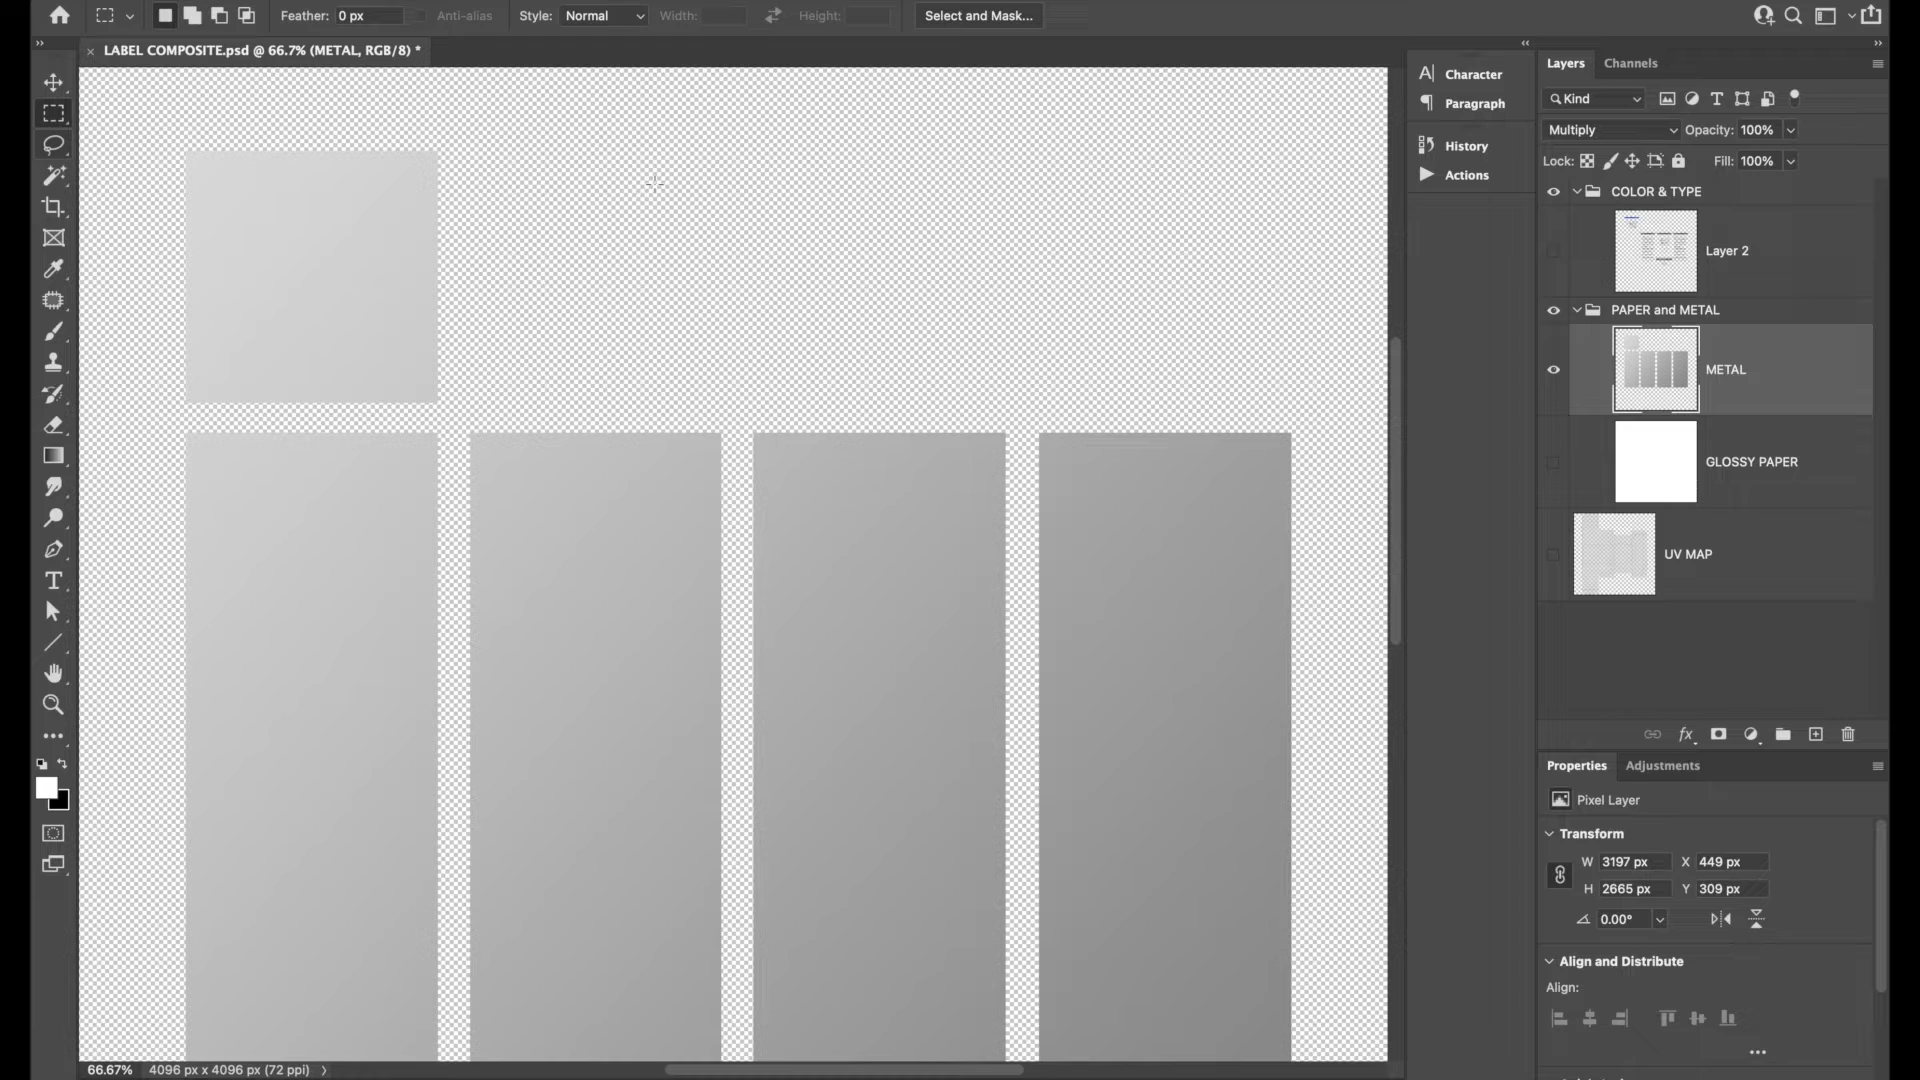 Feather: 0 px Anti-alias Style: Normal Width: Height: Select and Mask...
LABEL COMPOSITE.psd @ 66.7% (METAL, RGB/8) *
Character
Paragraph
History
Actions
Layers Channels
Kind
Multiply Opacity: 100%
Lock: Fill: 100%
COLOR & TYPE
Layer 2
PAPER and METAL
METAL
GLOSSY PAPER
UV MAP
fx
Properties Adjustments
Pixel Layer
Transform
W 3197 px X 449 px
H 2665 px Y 309 px
0.00°
Align and Distribute
Align:
66.67% 4096 px x 4096 px (72 ppi)